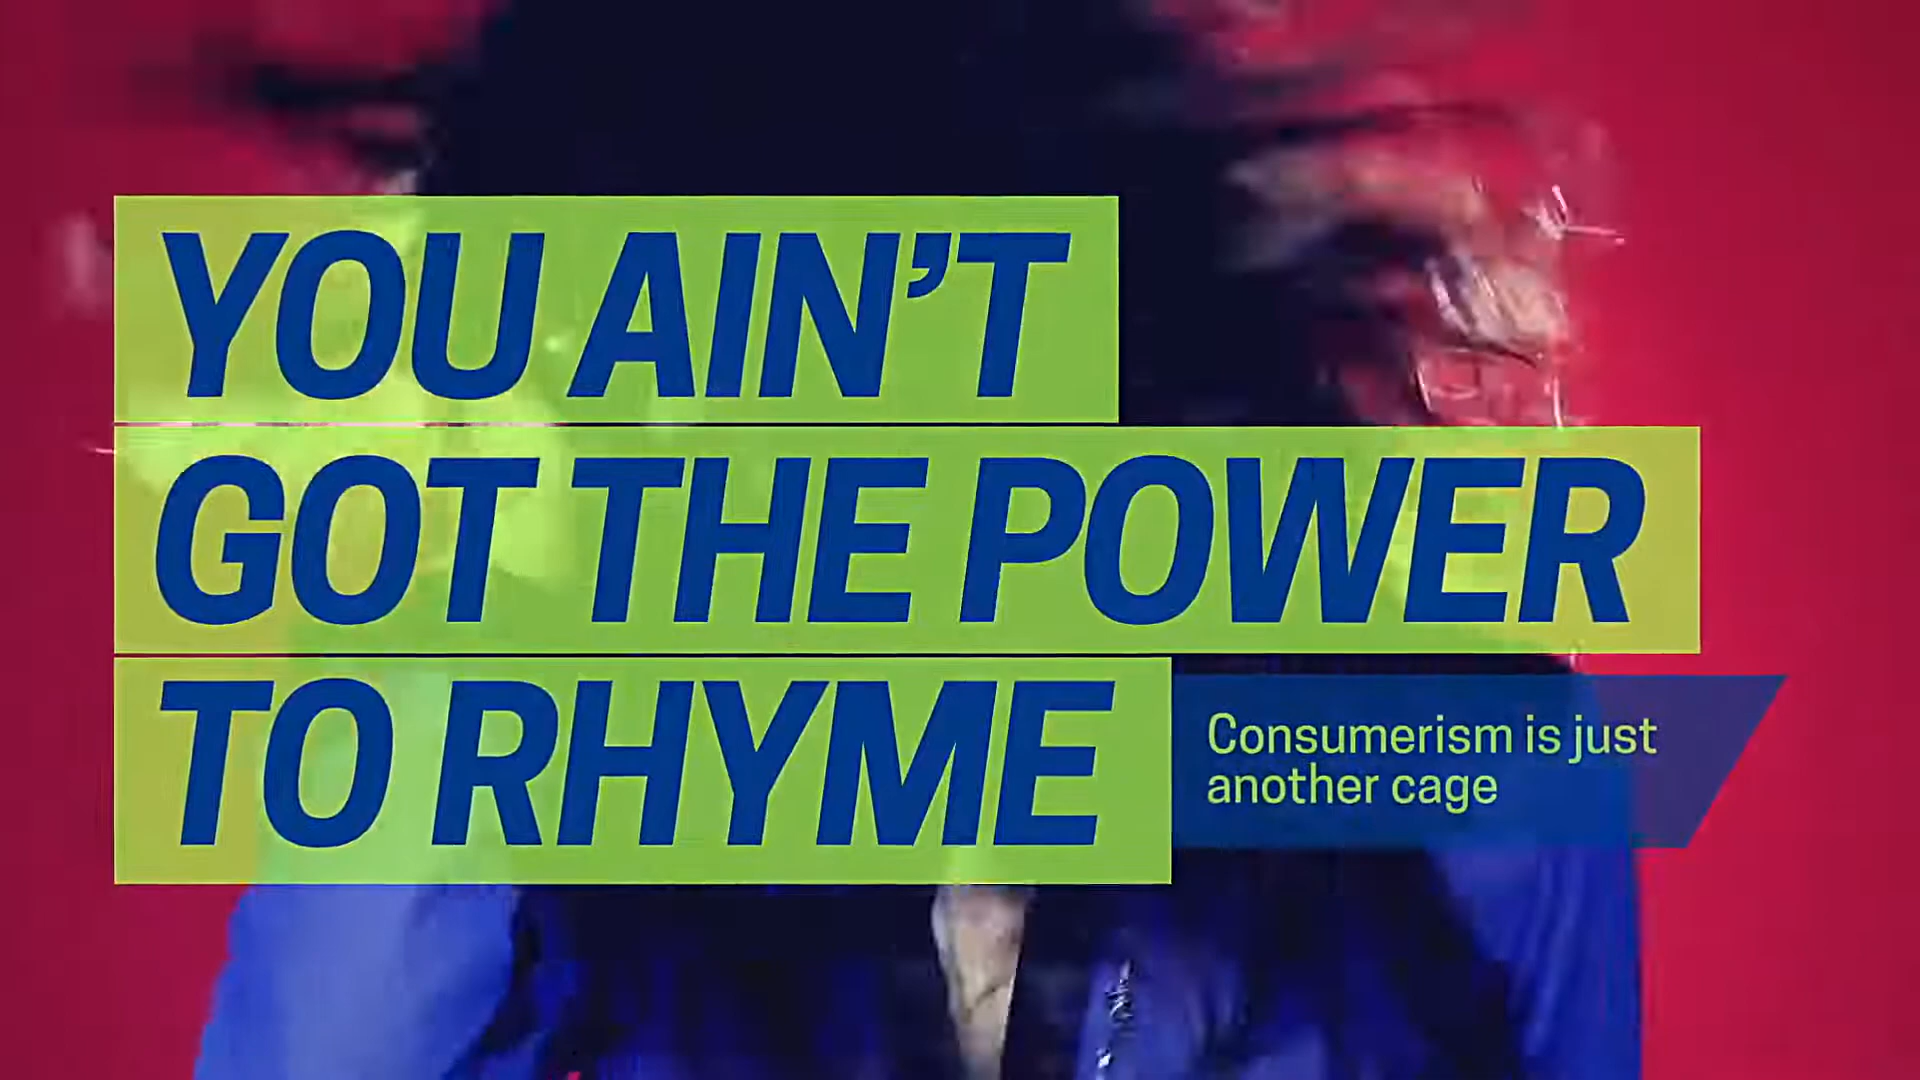 YOU AIN’T
GOT THE POWER
TO RHYME
Consumerism is just
another cage